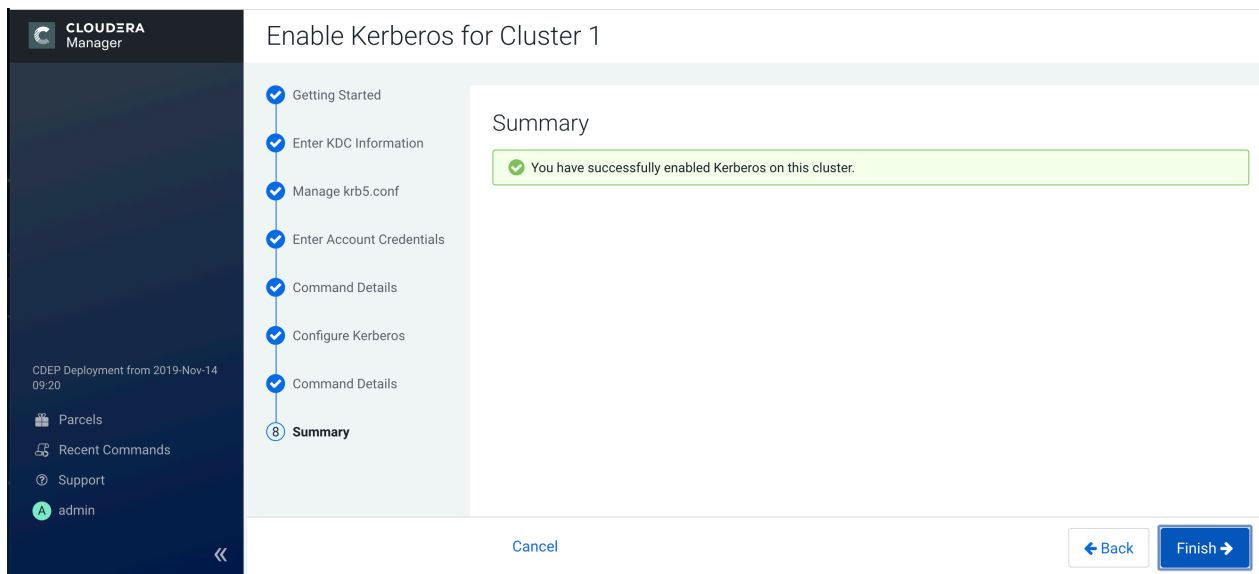 CLOUDERA
Manager
Enable Kerberos for Cluster 1
Getting Started
Enter KDC Information
Manage krb5.conf
Enter Account Credentials
Command Details
Configure Kerberos
Command Details
8 Summary
Summary
You have successfully enabled Kerberos on this cluster.
CDEP Deployment from 2019-Nov-14
09:20
Parcels
Recent Commands
Support
A admin
Cancel
Back
Finish